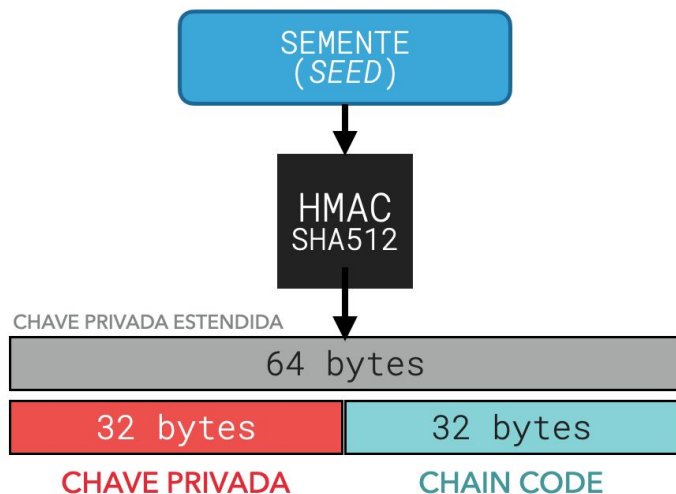 SEMENTE
(SEED)
HMAC
SHA512
CHAVE PRIVADA ESTENDIDA
64 bytes
32 bytes 32 bytes
CHAVE PRIVADA CHAIN CODE